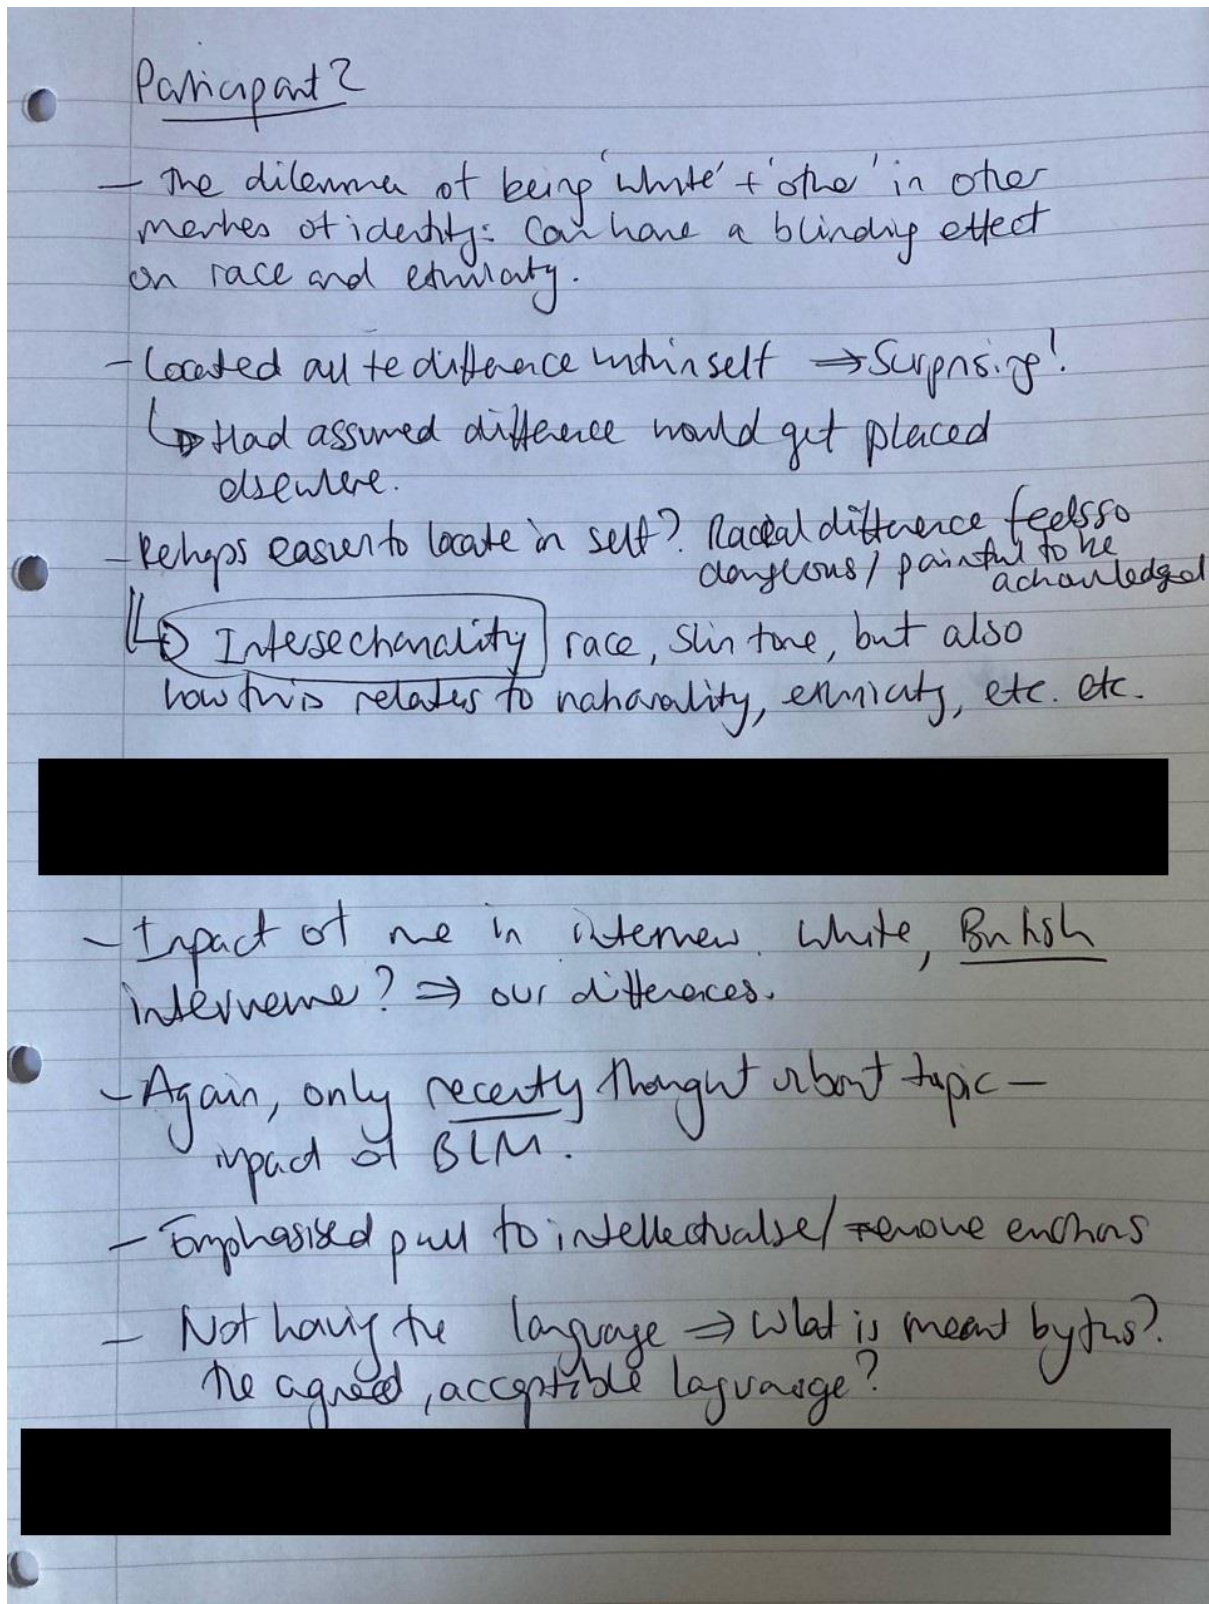 Participant 2
- The dilemma of being 'white' + 'other' in other
markers of identity: Can have a blinding effect
on race and ethnicity.
- Located all the difference within self ⇒ Surprising!
↳ Had assumed difference would get placed
elsewhere.
- Perhaps easier to locate in self? Racial difference feels so
dangerous / painful to be
acknowledged
↳ Intersectionality race, skin tone, but also
how this relates to nationality, ethnicity, etc. etc.
- Impact of me in interview. White, British
interviewer? ⇒ our differences.
- Again, only recently thought about topic -
impact of BLM.
- Emphasised pull to intellectualise / remove emotions
- Not having the language ⇒ What is meant by this?
The agreed, acceptible language?